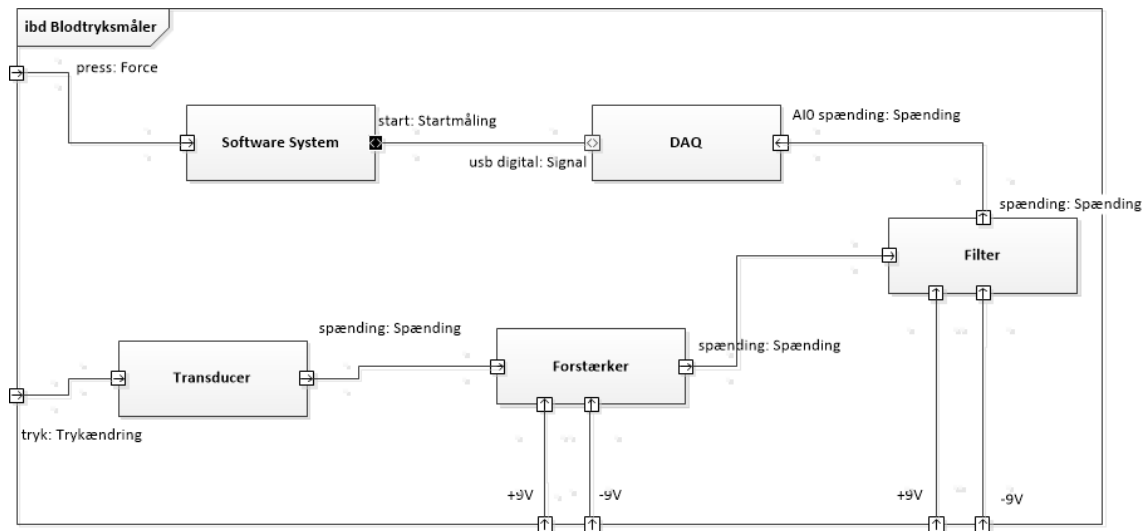 ibd Blodtryksmåler
press: Force
start: Startmåling
AI0 spænding: Spænding
Software System
DAQ
usb digital: Signal
spænding: Spænding
Filter
spænding: Spænding
spænding: Spænding
Transducer
Forstærker
tryk: Trykændring
+9V
-9V
+9V
-9V